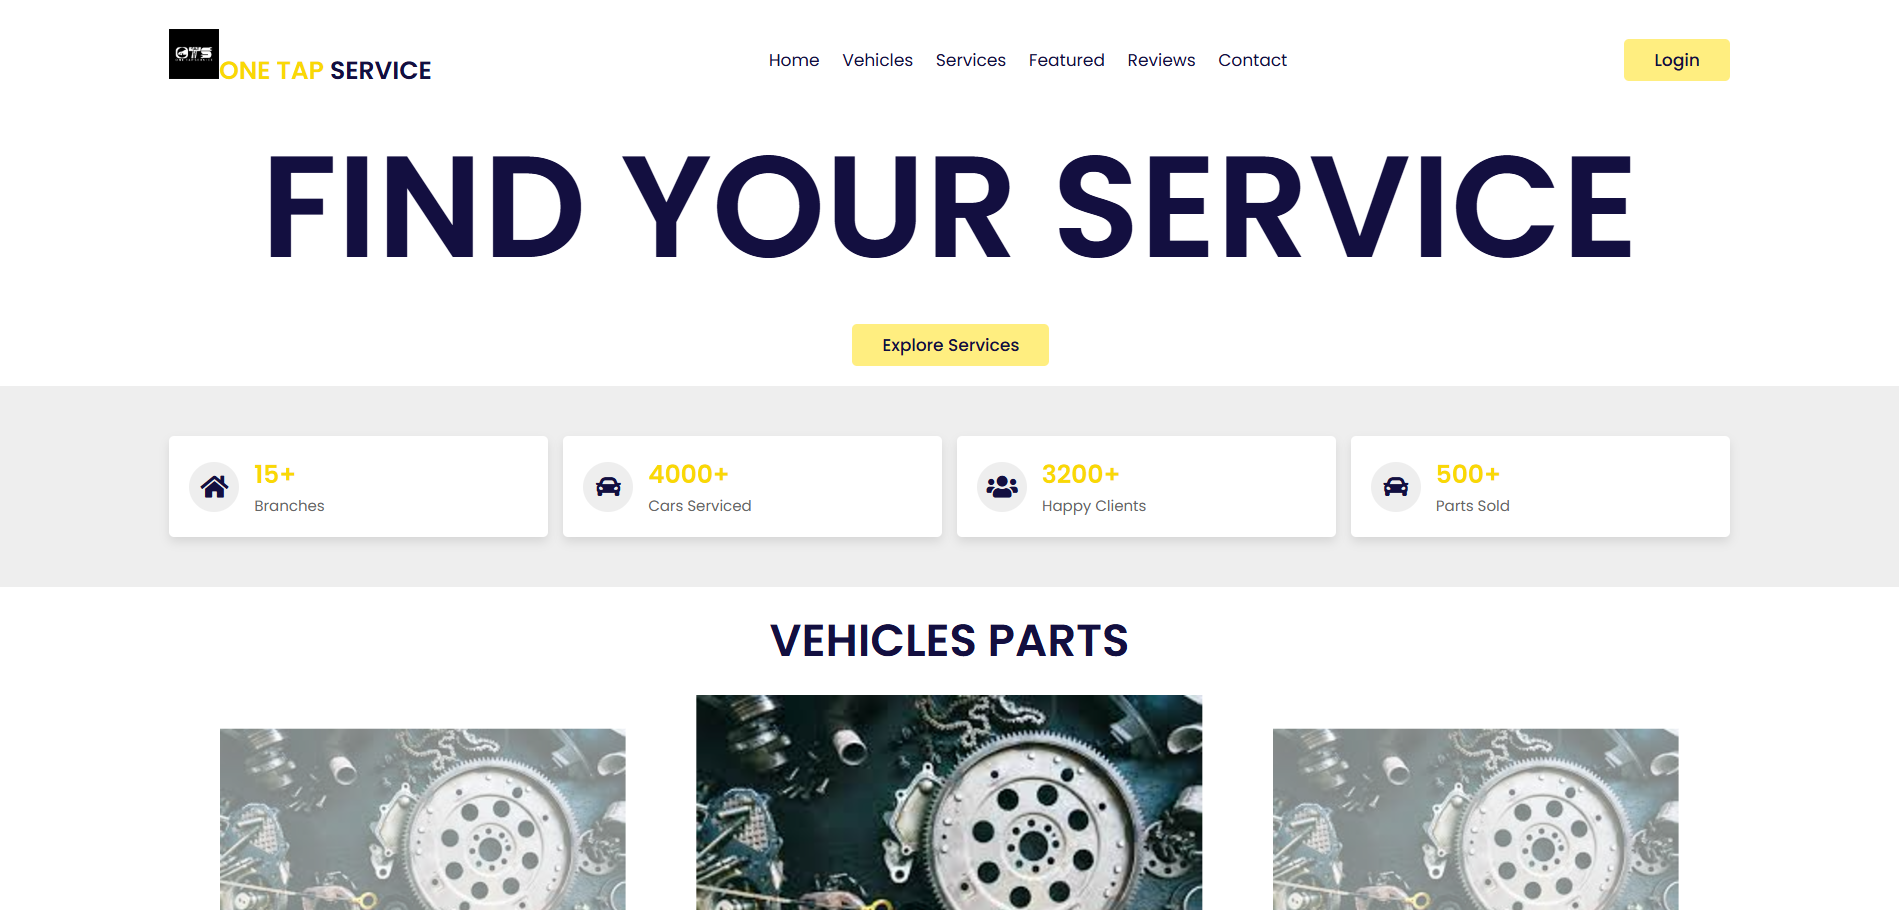 OTS
ONE TAP SERVICE
Home Vehicles Services Featured Reviews Contact
Login
FIND YOUR SERVICE
Explore Services
15+
Branches
4000+
Cars Serviced
3200+
Happy Clients
500+
Parts Sold
VEHICLES PARTS